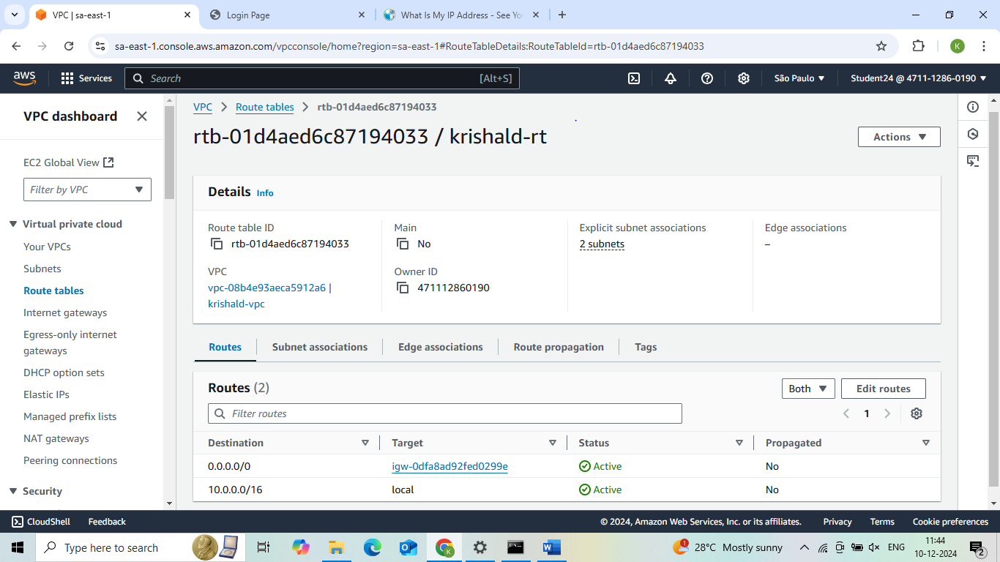 VPC | sa-east-1
Login Page
What Is My IP Address - See Yo
sa-east-1.console.aws.amazon.com/vpcconsole/home?region=sa-east-1#RouteTableDetails:RouteTableId=rtb-01d4aed6c87194033
K
aws
Services
Search
[Alt+S]
São Paulo
Student24 @ 4711-1286-0190
VPC dashboard
EC2 Global View
Filter by VPC
Virtual private cloud
Your VPCs
Subnets
Route tables
Internet gateways
Egress-only internet
gateways
DHCP option sets
Elastic IPs
Managed prefix lists
NAT gateways
Peering connections
Security
VPC
Route tables
rtb-01d4aed6c87194033
rtb-01d4aed6c87194033 / krishald-rt
Actions
Details Info
Route table ID
rtb-01d4aed6c87194033
Main
No
Explicit subnet associations
2 subnets
Edge associations
–
VPC
vpc-08b4e93aeca5912a6 |
krishald-vpc
Owner ID
471112860190
Routes
Subnet associations
Edge associations
Route propagation
Tags
Routes (2)
Both
Edit routes
Filter routes
1
Destination
Target
Status
Propagated
0.0.0.0/0
igw-0dfa8ad92fed0299e
Active
No
10.0.0.0/16
local
Active
No
CloudShell
Feedback
© 2024, Amazon Web Services, Inc. or its affiliates.
Privacy
Terms
Cookie preferences
Type here to search
1
28°C Mostly sunny
ENG
11:44
10-12-2024
2